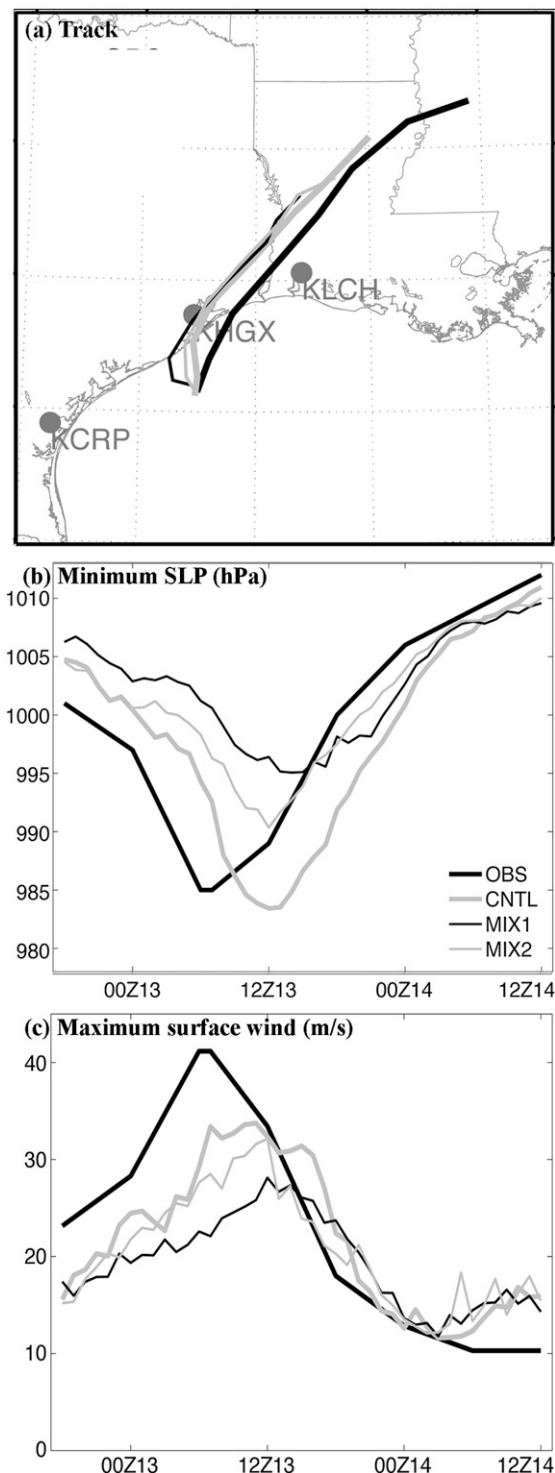 (a) Track
KLCH
KHGX
KCRP
(b) Minimum SLP (hPa)
1010
1005
1000
995
990
985
980
OBS
CNTL
MIX1
MIX2
00Z13 12Z13 00Z14 12Z14
(c) Maximum surface wind (m/s)
40
30
20
10
0
00Z13 12Z13 00Z14 12Z14